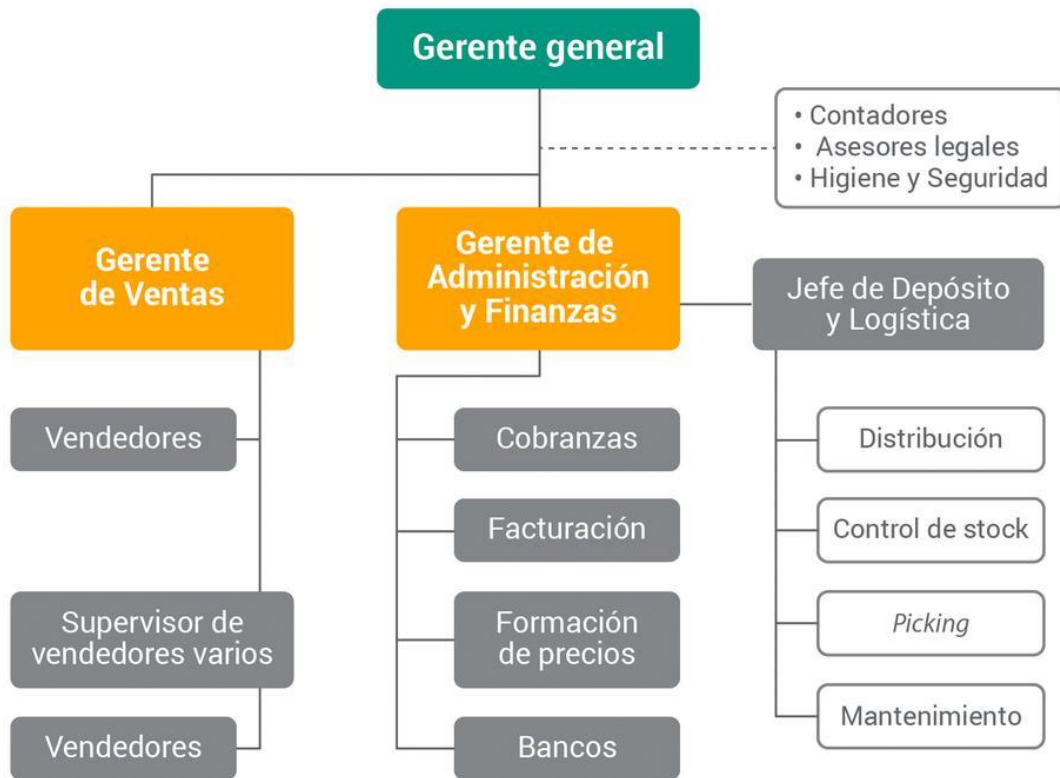 Gerente general
• Contadores
• Asesores legales
• Higiene y Seguridad
Gerente
de Ventas
Gerente de
Administración
y Finanzas
Jefe de Depósito
y Logística
Vendedores
Cobranzas
Distribución
Facturación
Control de stock
Supervisor de
vendedores varios
Formación
de precios
Picking
Vendedores
Bancos
Mantenimiento